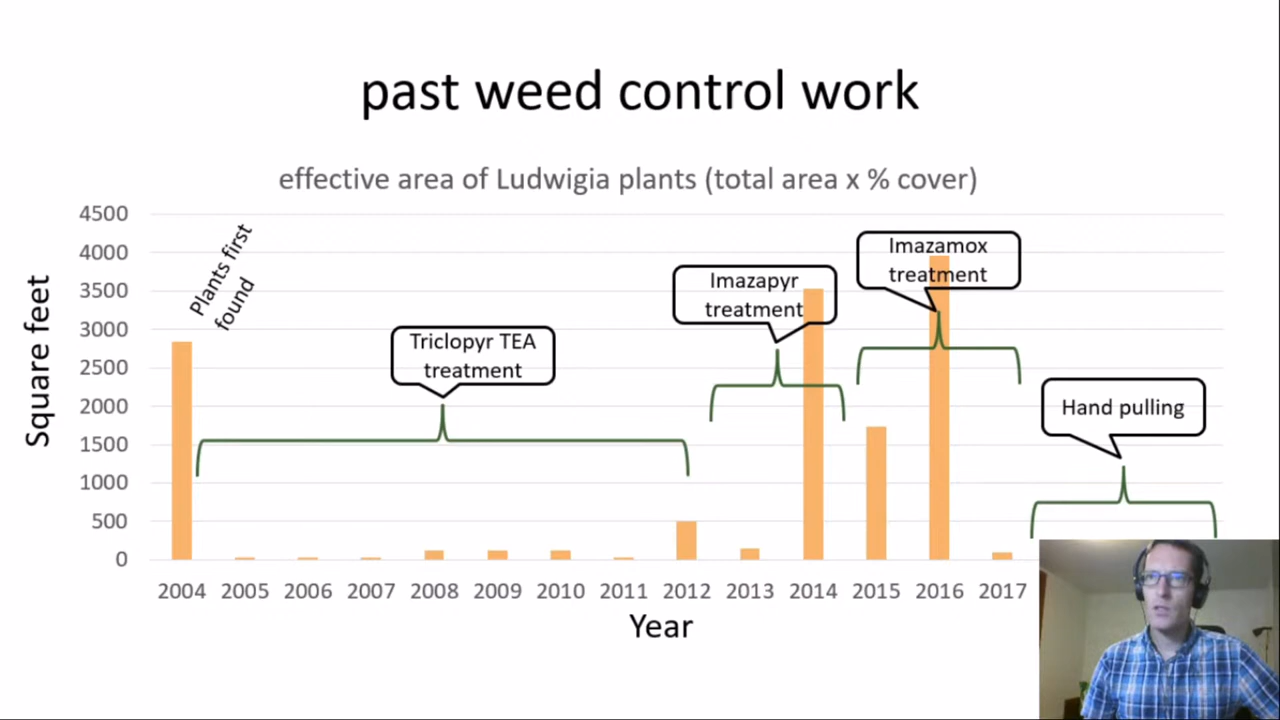 past weed control work
effective area of Ludwigia plants (total area x % cover)
Square feet
4500
4000
3500
3000
2500
2000
1500
1000
500
0
Plants first
found
Triclopyr TEA
treatment
Imazapyr
treatment
Imazamox
treatment
Hand pulling
2004 2005 2006 2007 2008 2009 2010 2011 2012 2013 2014 2015 2016 2017
Year